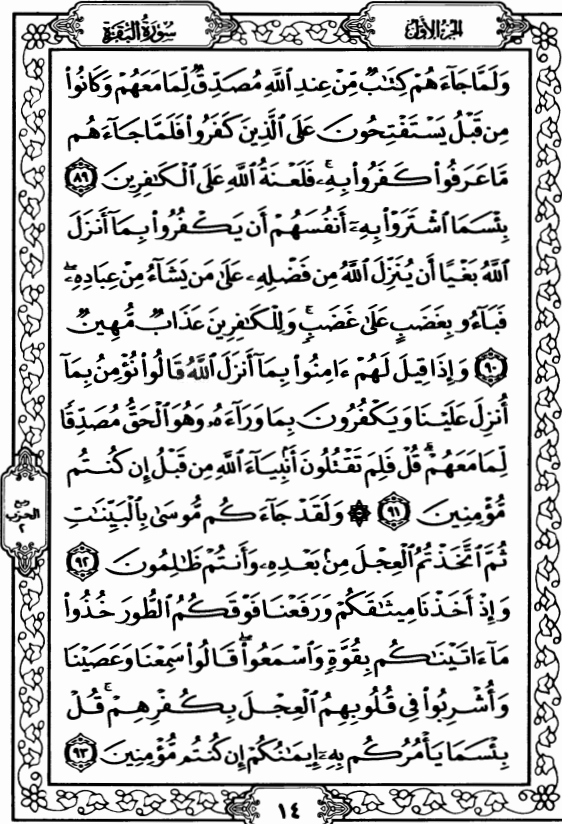 سُورَةُ البَقَرَةِ
الجُزءُ الأَوَّلُ
وَلَمَّا جَآءَهُمْ كِتَٰبٌ مِّنْ عِندِ ٱللَّهِ مُصَدِّقٌ لِّمَا مَعَهُمْ وَكَانُوا۟
مِن قَبْلُ يَسْتَفْتِحُونَ عَلَى ٱلَّذِينَ كَفَرُوا۟ فَلَمَّا جَآءَهُم
مَّا عَرَفُوا۟ كَفَرُوا۟ بِهِۦۚ فَلَعْنَةُ ٱللَّهِ عَلَى ٱلْكَٰفِرِينَ ٨٩
بِئْسَمَا ٱشْتَرَوْا۟ بِهِۦٓ أَنفُسَهُمْ أَن يَكْفُرُوا۟ بِمَآ أَنزَلَ
ٱللَّهُ بَغْيًا أَن يُنَزِّلَ ٱللَّهُ مِن فَضْلِهِۦ عَلَىٰ مَن يَشَآءُ مِنْ عِبَادِهِۦۖ
فَبَآءُو بِغَضَبٍ عَلَىٰ غَضَبٍۚ وَلِلْكَٰفِرِينَ عَذَابٌ مُّهِينٌ
٩٠ وَإِذَا قِيلَ لَهُمْ ءَامِنُوا۟ بِمَآ أَنزَلَ ٱللَّهُ قَالُوا۟ نُؤْمِنُ بِمَآ
أُنزِلَ عَلَيْنَا وَيَكْفُرُونَ بِمَا وَرَآءَهُۥ وَهُوَ ٱلْحَقُّ مُصَدِّقًا
لِّمَا مَعَهُمْۗ قُلْ فَلِمَ تَقْتُلُونَ أَنۢبِيَآءَ ٱللَّهِ مِن قَبْلُ إِن كُنتُم
مُّؤْمِنِينَ ٩١ ۞ وَلَقَدْ جَآءَكُم مُّوسَىٰ بِٱلْبَيِّنَٰتِ
ثُمَّ ٱتَّخَذْتُمُ ٱلْعِجْلَ مِنۢ بَعْدِهِۦ وَأَنتُمْ ظَٰلِمُونَ ٩٢
وَإِذْ أَخَذْنَا مِيثَٰقَكُمْ وَرَفَعْنَا فَوْقَكُمُ ٱلطُّورَ خُذُوا۟
مَآ ءَاتَيْنَٰكُم بِقُوَّةٍ وَٱسْمَعُوا۟ۖ قَالُوا۟ سَمِعْنَا وَعَصَيْنَا
وَأُشْرِبُوا۟ فِى قُلُوبِهِمُ ٱلْعِجْلَ بِكُفْرِهِمْۚ قُلْ
بِئْسَمَا يَأْمُرُكُم بِهِۦٓ إِيمَٰنُكُمْ إِن كُنتُم مُّؤْمِنِينَ ٩٣
ربع
الحزب
٢
١٤